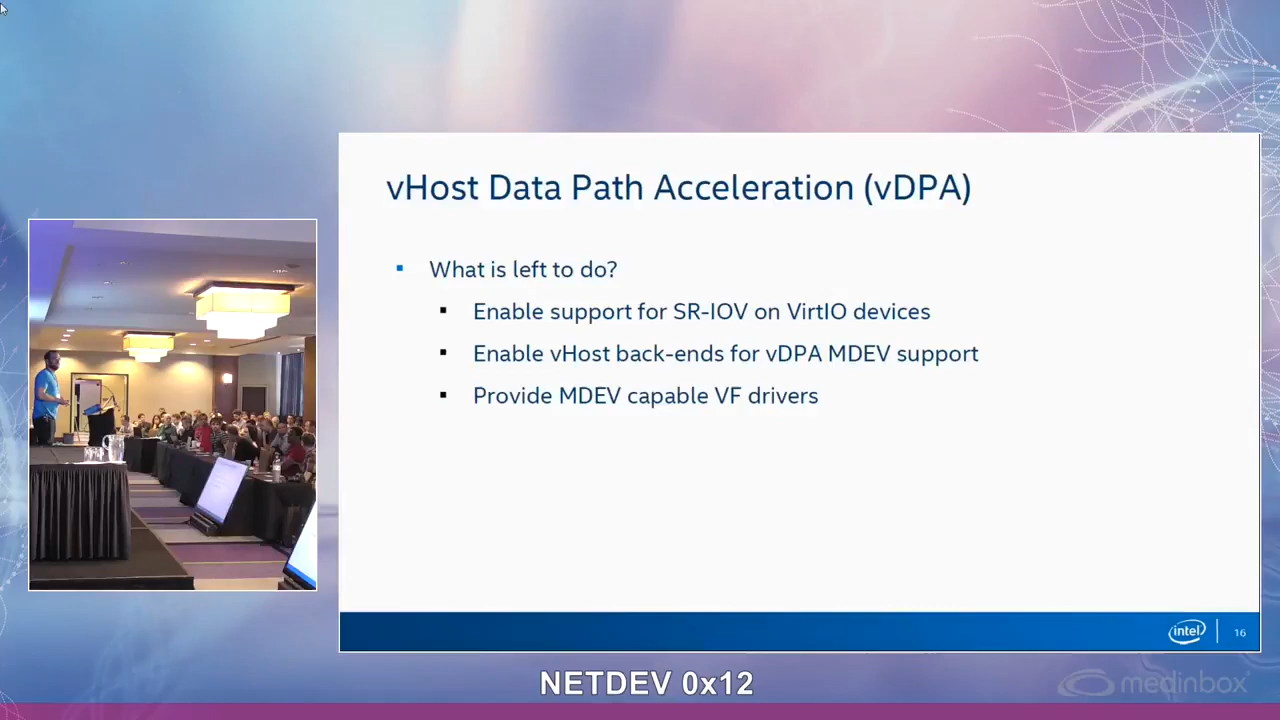 vHost Data Path Acceleration (vDPA)
▪ What is left to do?
▪ Enable support for SR-IOV on VirtIO devices
▪ Enable vHost back-ends for vDPA MDEV support
▪ Provide MDEV capable VF drivers
intel
16
NETDEV 0x12
medinbox